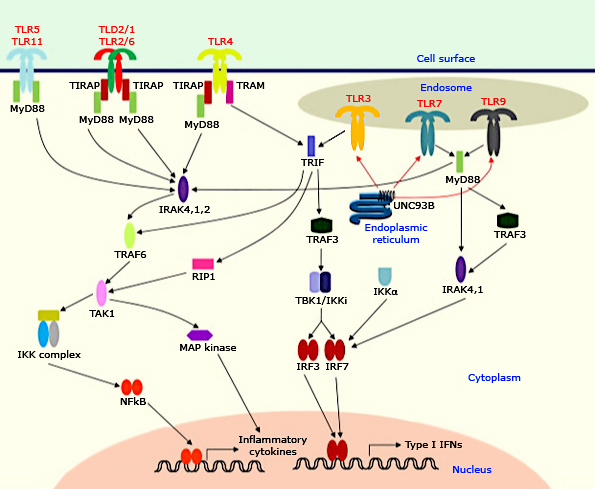 TLR5
TLR11
TLD2/1
TLR2/6
TLR4
Cell surface
TIRAP
TIRAP
TIRAP
TRAM
Endosome
MyD88
MyD88
MyD88
MyD88
TLR3
TLR7
TLR9
TRIF
MyD88
IRAK4,1,2
UNC93B
Endoplasmic
reticulum
TRAF3
TRAF3
TRAF6
RIP1
TBK1/IKKi
IKKα
IRAK4,1
TAK1
IKK complex
MAP kinase
IRF3
IRF7
Cytoplasm
NFkB
Inflammatory
cytokines
Type I IFNs
Nucleus